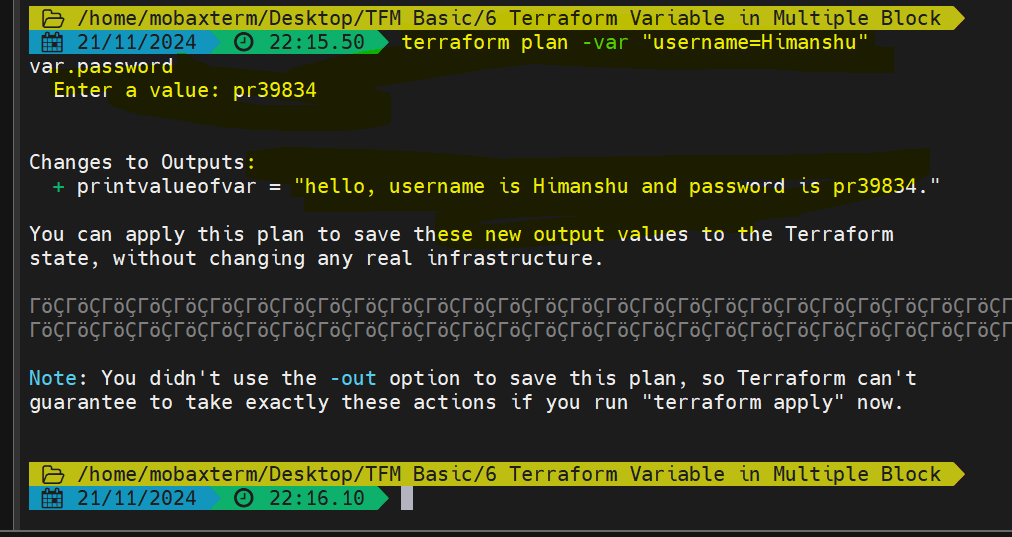 /home/mobaxterm/Desktop/TFM Basic/6 Terraform Variable in Multiple Block
21/11/2024 22:15.50 terraform plan -var "username=Himanshu"
var.password
Enter a value: pr39834
Changes to Outputs:
+ printvalueofvar = "hello, username is Himanshu and password is pr39834."
You can apply this plan to save these new output values to the Terraform
state, without changing any real infrastructure.
ΓöÇΓöÇΓöÇΓöÇΓöÇΓöÇΓöÇΓöÇΓöÇΓöÇΓöÇΓöÇΓöÇΓöÇΓöÇΓöÇΓöÇΓöÇΓöÇΓöÇΓöÇΓöÇΓöÇΓöÇΓöÇΓöÇΓöÇΓ
ΓöÇΓöÇΓöÇΓöÇΓöÇΓöÇΓöÇΓöÇΓöÇΓöÇΓöÇΓöÇΓöÇΓöÇΓöÇΓöÇΓöÇΓöÇΓöÇΓöÇΓöÇΓöÇΓöÇΓöÇΓöÇΓöÇΓöÇΓ
Note: You didn't use the -out option to save this plan, so Terraform can't
guarantee to take exactly these actions if you run "terraform apply" now.
/home/mobaxterm/Desktop/TFM Basic/6 Terraform Variable in Multiple Block
21/11/2024 22:16.10